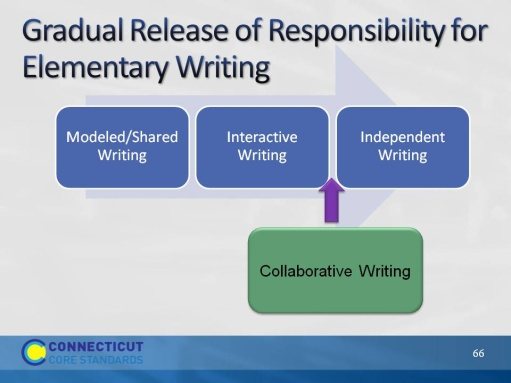 Gradual Release of Responsibility for
Elementary Writing
Modeled/Shared
Writing
Interactive
Writing
Independent
Writing
Collaborative Writing
CONNECTICUT
CORE STANDARDS
66